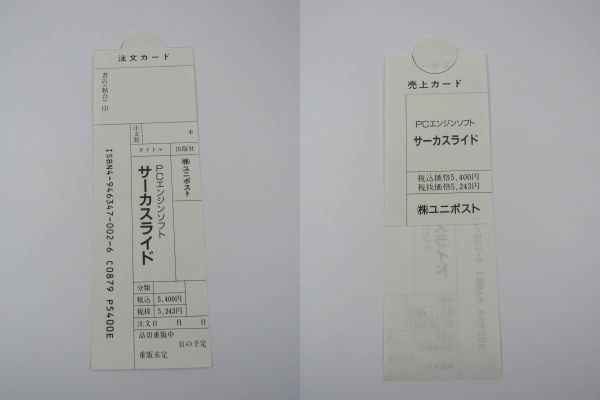 注文カード
書店(帖合)印
注文数
本
タイトル
出版社
PCエンジンソフト
サーカスライド
㈱ユニポスト
ISBN4-946347-002-6 C0879 P5400E
分類
税込 5,400円
税抜 5,243円
注文日 月 日
品切重版中
日の予定
重版未定
売上カード
PCエンジンソフト
サーカスライド
税込価格5,400円
税抜価格5,243円
㈱ユニポスト